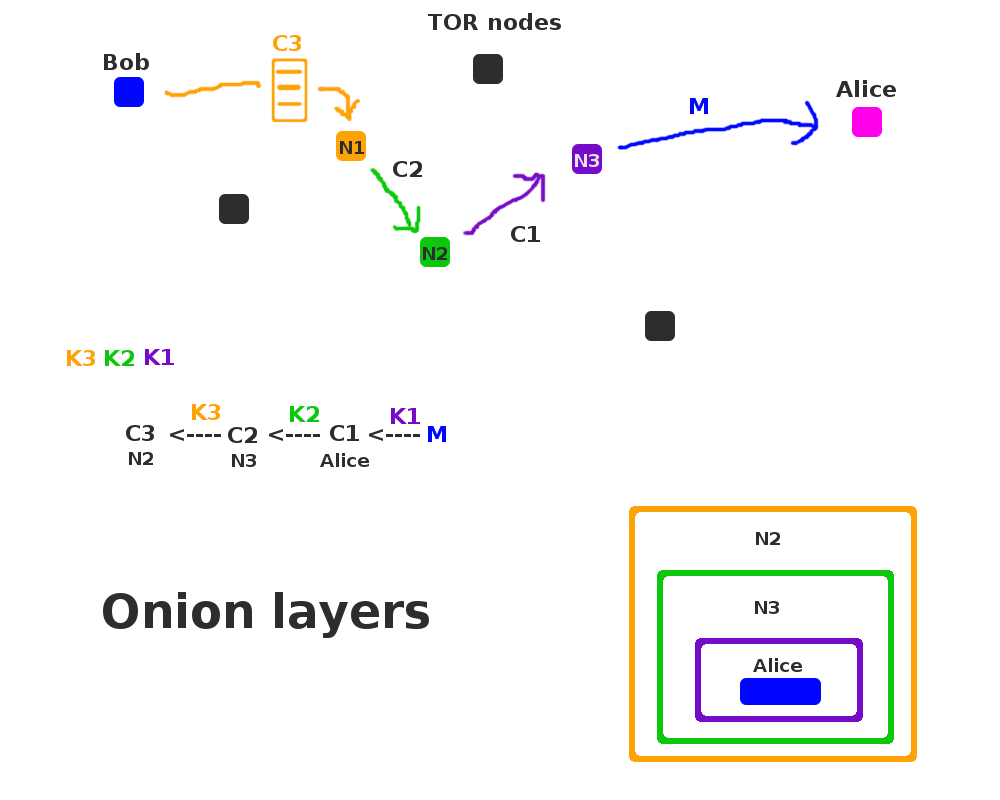 TOR nodes
C3
Bob
Alice
M
N1
C2
N3
C1
N2
K3 K2 K1
K3 K2 K1
C3 <---- C2 <---- C1 <---- M
N2 N3 Alice
N2
N3
Onion layers
Alice